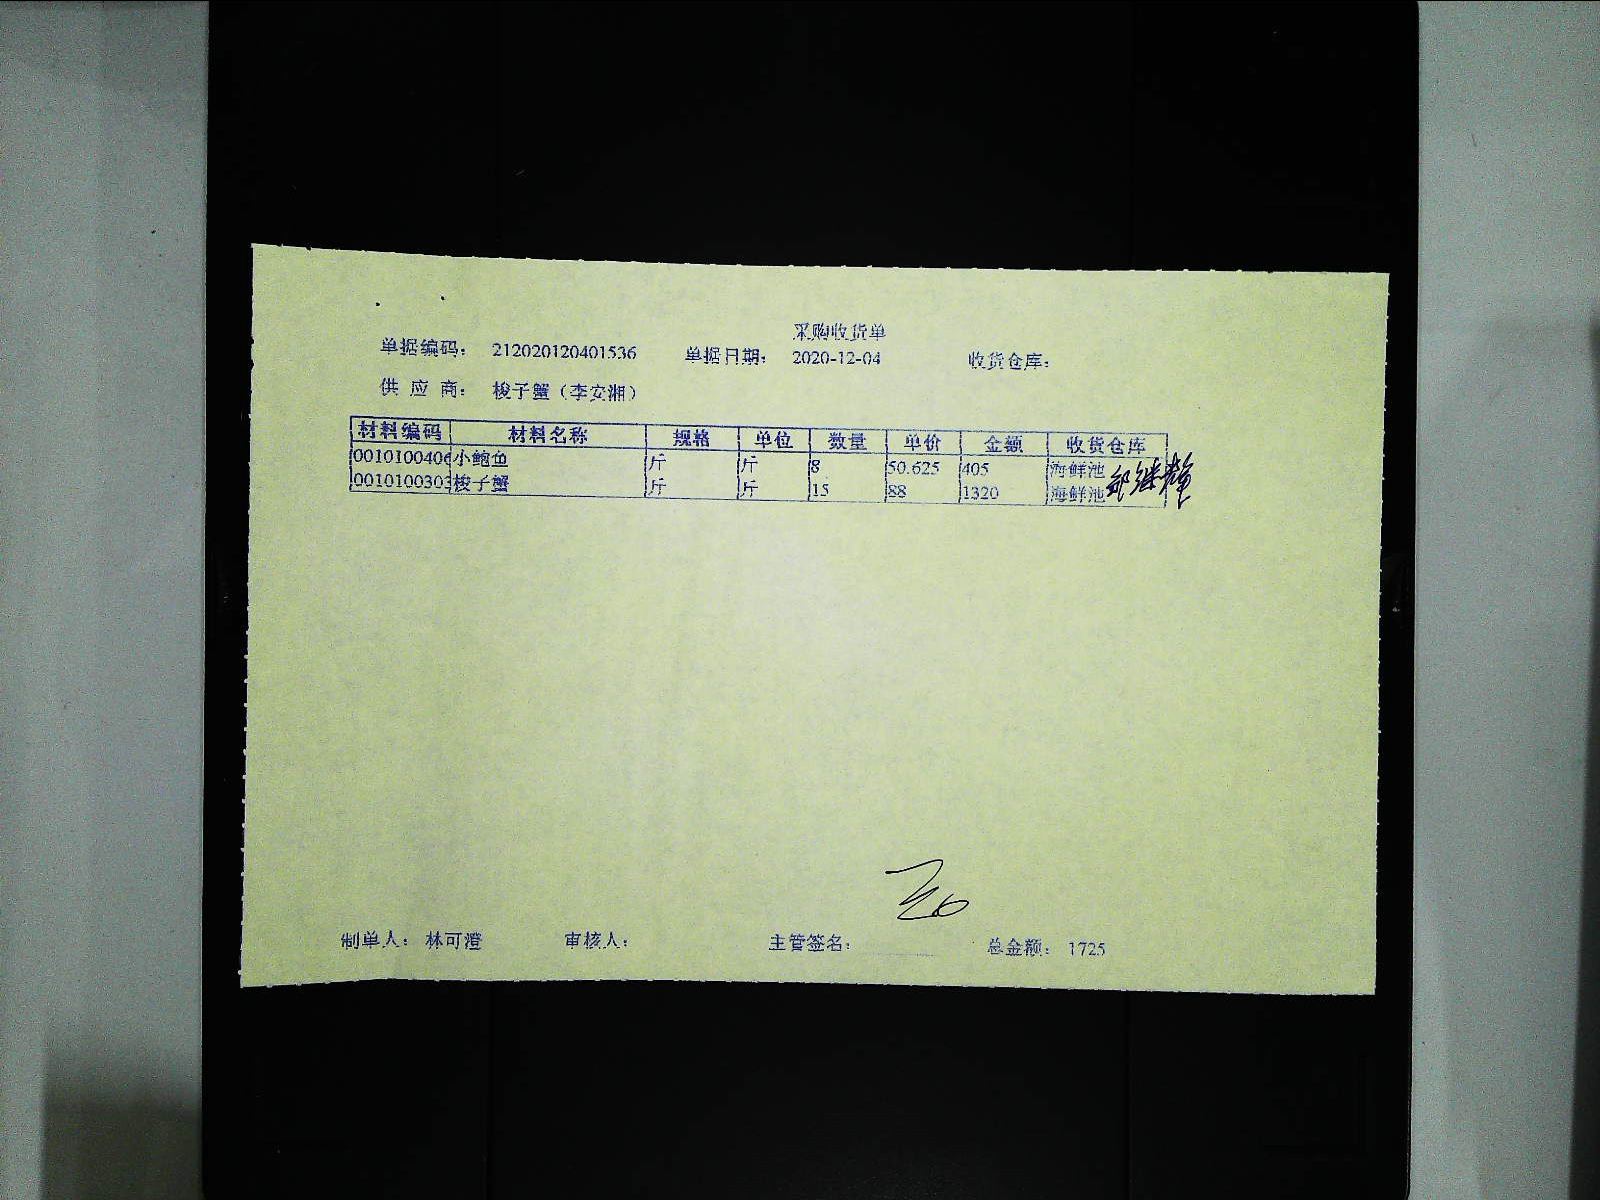 采购收货单
单据编码： 212020120401536 单据日期： 2020-12-04 收货仓库：
供 应 商： 梭子蟹（李安湘）
材料编码 材料名称 规格 单位 数量 单价 金额 收货仓库
0010100406 小鲍鱼 斤 斤 8 50.625 405 海鲜池
0010100303 梭子蟹 斤 斤 15 88 1320 海鲜池
制单人： 林可澄 审核人： 主管签名： 总金额： 1725